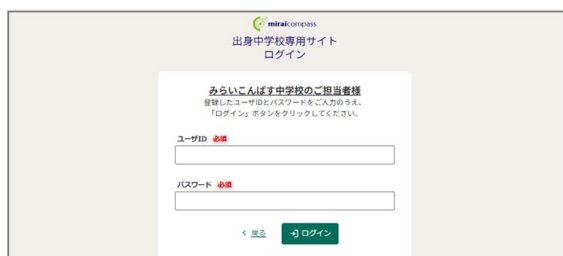 miraicompass
出身中学校専用サイト
ログイン
みらいこんぱす中学校のご担当者様
登録したユーザIDとパスワードをご入力のうえ、
「ログイン」ボタンをクリックしてください。
ユーザID 必須
パスワード 必須
戻る ログイン